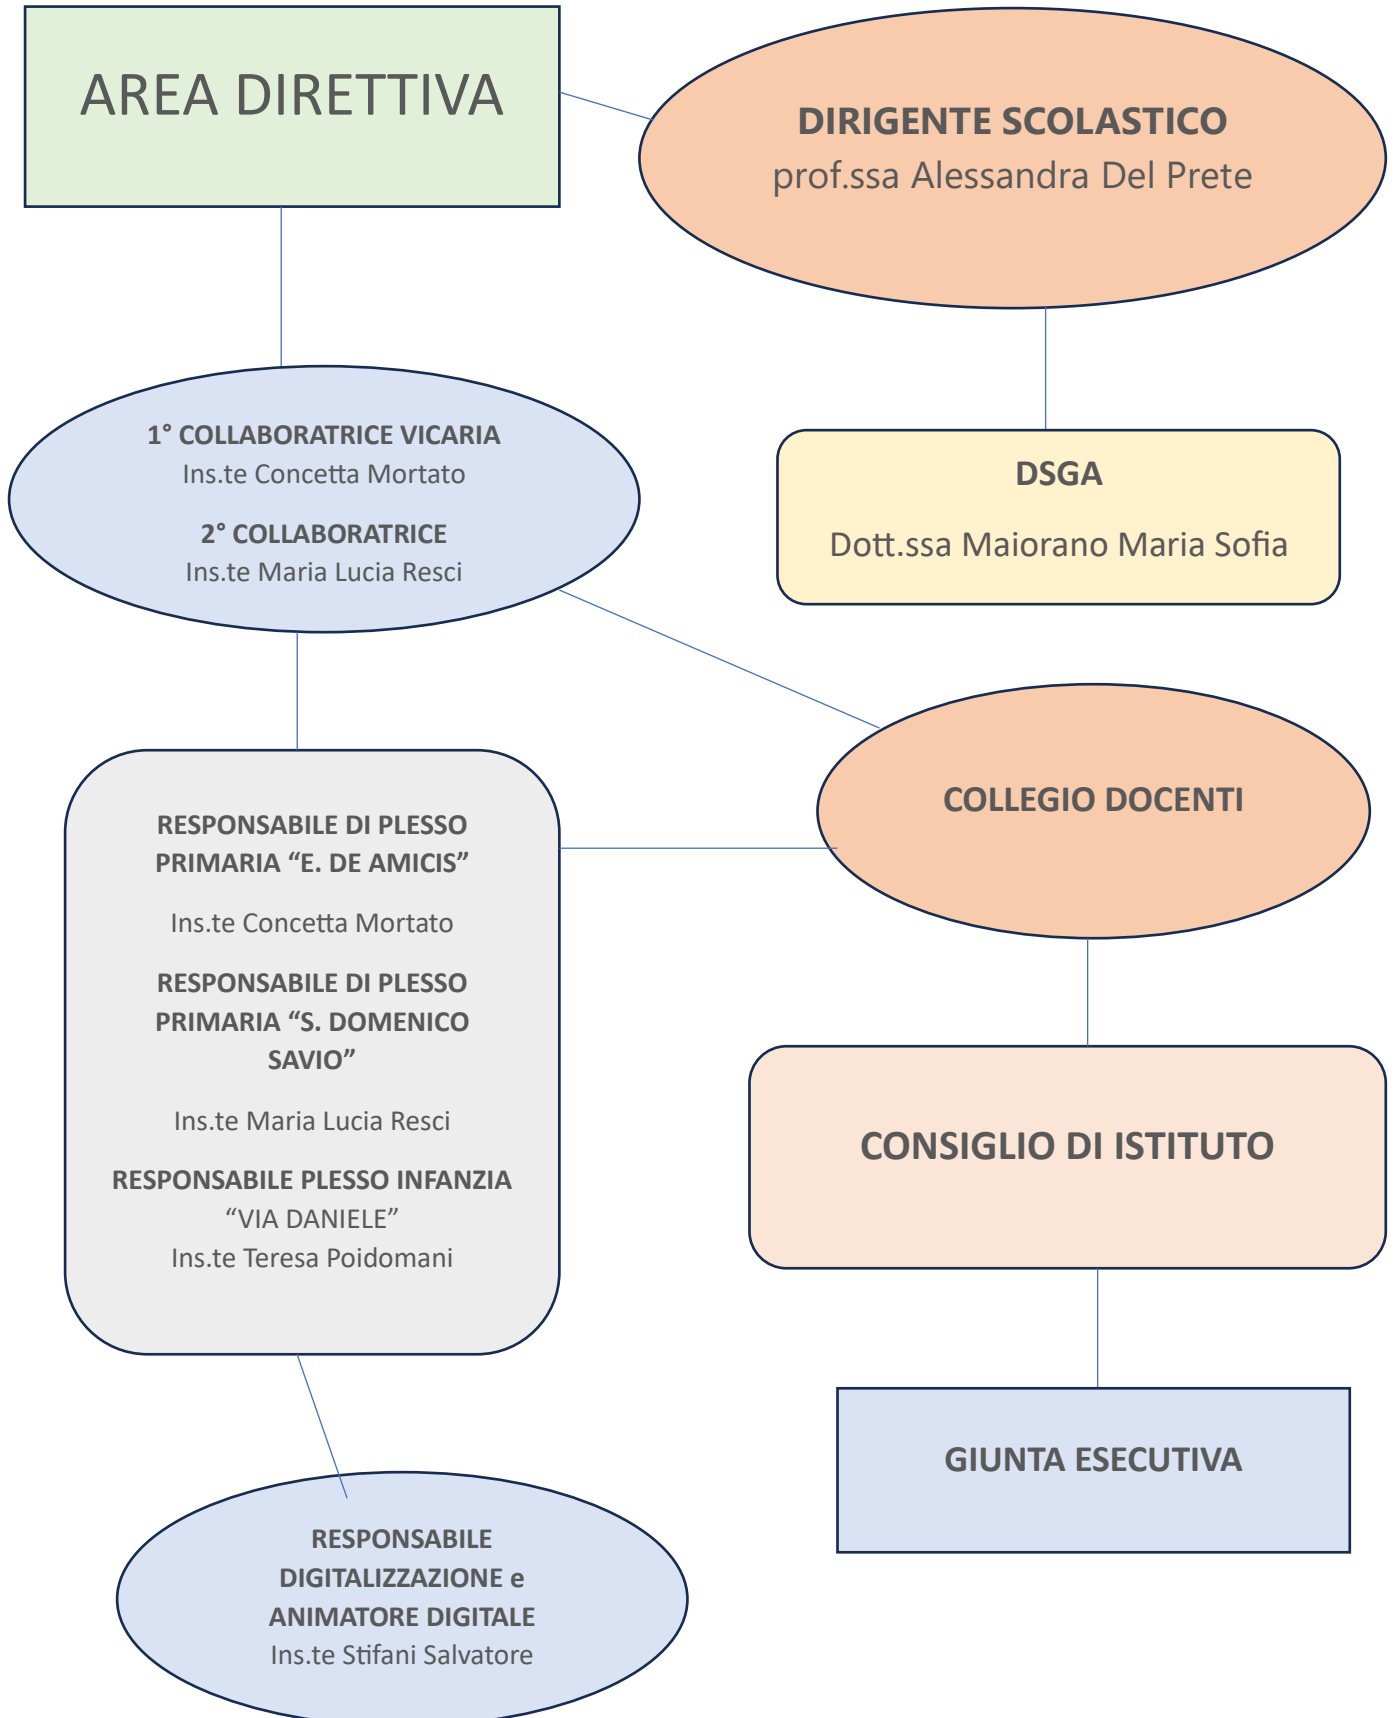 AREA DIRETTIVA
DIRIGENTE SCOLASTICO
prof.ssa Alessandra Del Prete
1° COLLABORATRICE VICARIA
Ins.te Concetta Mortato
2° COLLABORATRICE
Ins.te Maria Lucia Resci
DSGA
Dott.ssa Maiorano Maria Sofia
COLLEGIO DOCENTI
RESPONSABILE DI PLESSO
PRIMARIA “E. DE AMICIS”
Ins.te Concetta Mortato
RESPONSABILE DI PLESSO
PRIMARIA “S. DOMENICO
SAVIO”
Ins.te Maria Lucia Resci
RESPONSABILE PLESSO INFANZIA
“VIA DANIELE”
Ins.te Teresa Poidomani
CONSIGLIO DI ISTITUTO
GIUNTA ESECUTIVA
RESPONSABILE
DIGITALIZZAZIONE e
ANIMATORE DIGITALE
Ins.te Stifani Salvatore